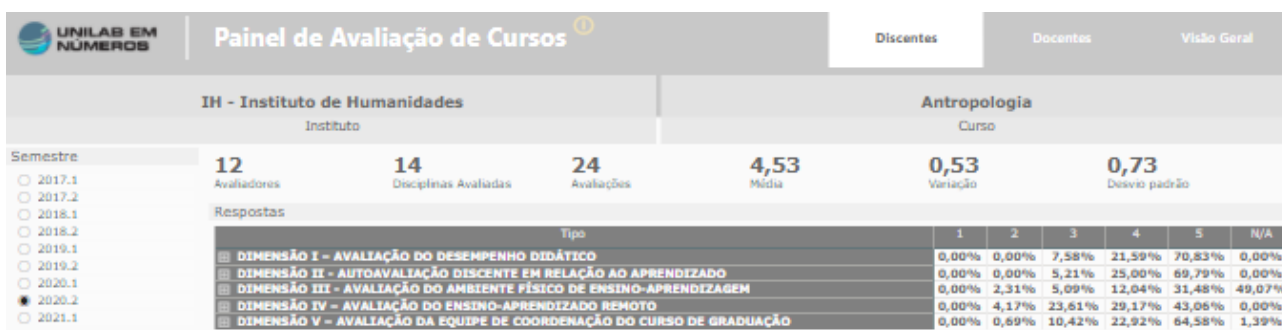 UNILAB EM
NÚMEROS
Painel de Avaliação de Cursos
Discentes Docentes Visão Geral
IH - Instituto de Humanidades Antropologia
Instituto Curso
Semestre
2017.1
2017.2
2018.1
2018.2
2019.1
2019.2
2020.1
2020.2
2021.1
12 14 24 4,53 0,53 0,73
Avaliadores Disciplinas Avaliadas Avaliações Média Variação Desvio padrão
Respostas
Tipo 1 2 3 4 5 N/A
DIMENSÃO I – AVALIAÇÃO DO DESEMPENHO DIDÁTICO 0,00% 0,00% 7,58% 21,59% 70,83% 0,00%
DIMENSÃO II - AUTOAVALIAÇÃO DISCENTE EM RELAÇÃO AO APRENDIZADO 0,00% 0,00% 5,21% 25,00% 69,79% 0,00%
DIMENSÃO III - AVALIAÇÃO DO AMBIENTE FÍSICO DE ENSINO-APRENDIZAGEM 0,00% 2,31% 5,09% 12,04% 31,48% 49,07%
DIMENSÃO IV – AVALIAÇÃO DO ENSINO-APRENDIZADO REMOTO 0,00% 4,17% 23,61% 29,17% 43,06% 0,00%
DIMENSÃO V – AVALIAÇÃO DA EQUIPE DE COORDENAÇÃO DO CURSO DE GRADUAÇÃO 0,00% 0,69% 10,42% 22,92% 64,58% 1,39%